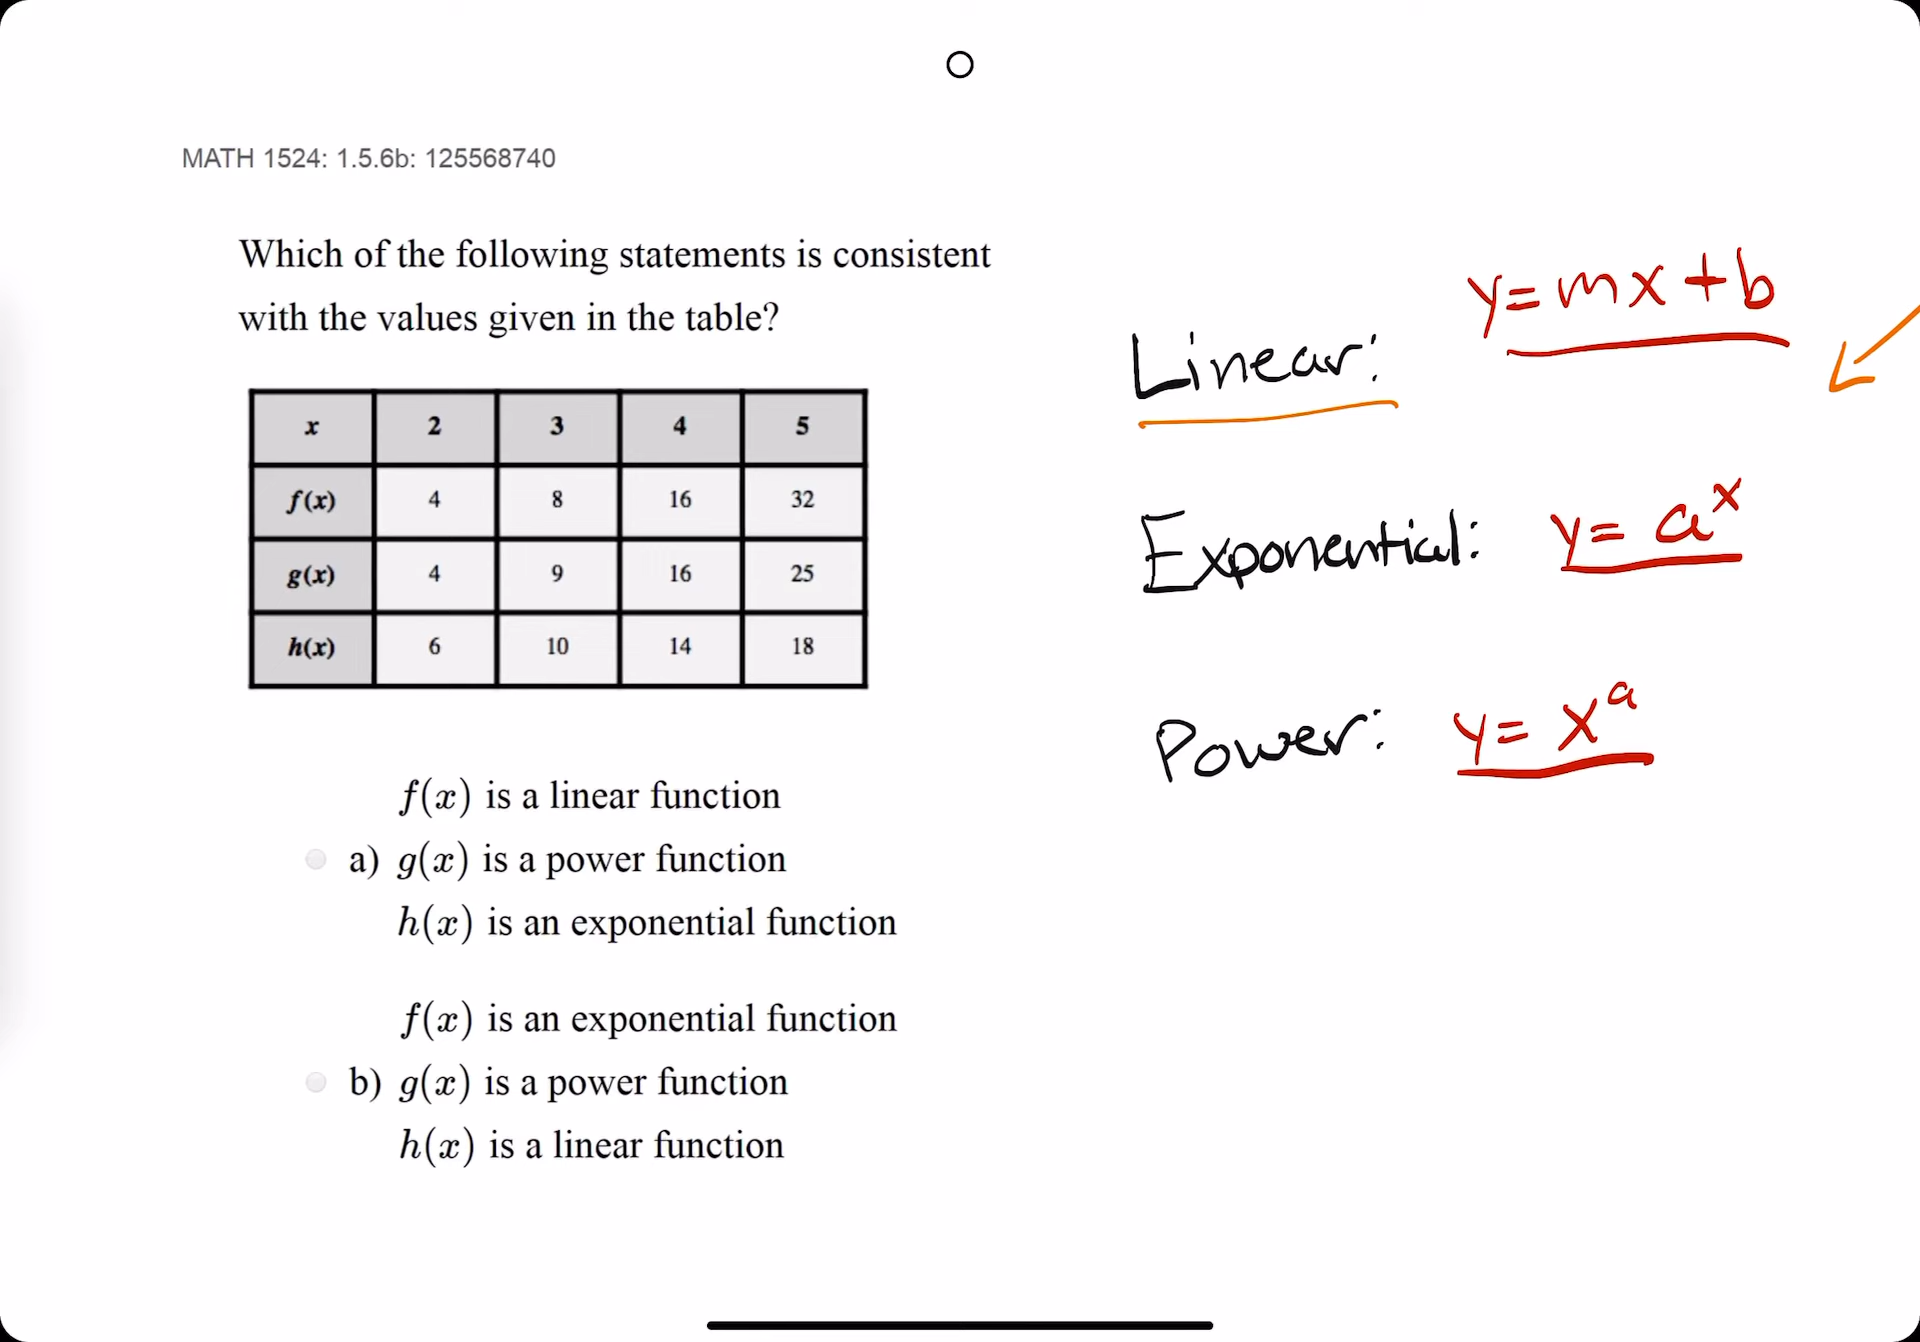 MATH 1524: 1.5.6b: 125568740
Which of the following statements is consistent
with the values given in the table?
x 2 3 4 5
f(x) 4 8 16 32
g(x) 4 9 16 25
h(x) 6 10 14 18
f(x) is a linear function
a) g(x) is a power function
h(x) is an exponential function
f(x) is an exponential function
b) g(x) is a power function
h(x) is a linear function
Linear: y=mx+b
Exponential: y=a^x
Power: y=x^a